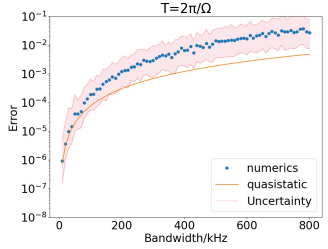 T=2π/Ω
10⁻¹
10⁻²
10⁻³
10⁻⁴
10⁻⁵
10⁻⁶
10⁻⁷
10⁻⁸
Error
numerics
quasistatic
Uncertainty
0 200 400 600 800
Bandwidth/kHz